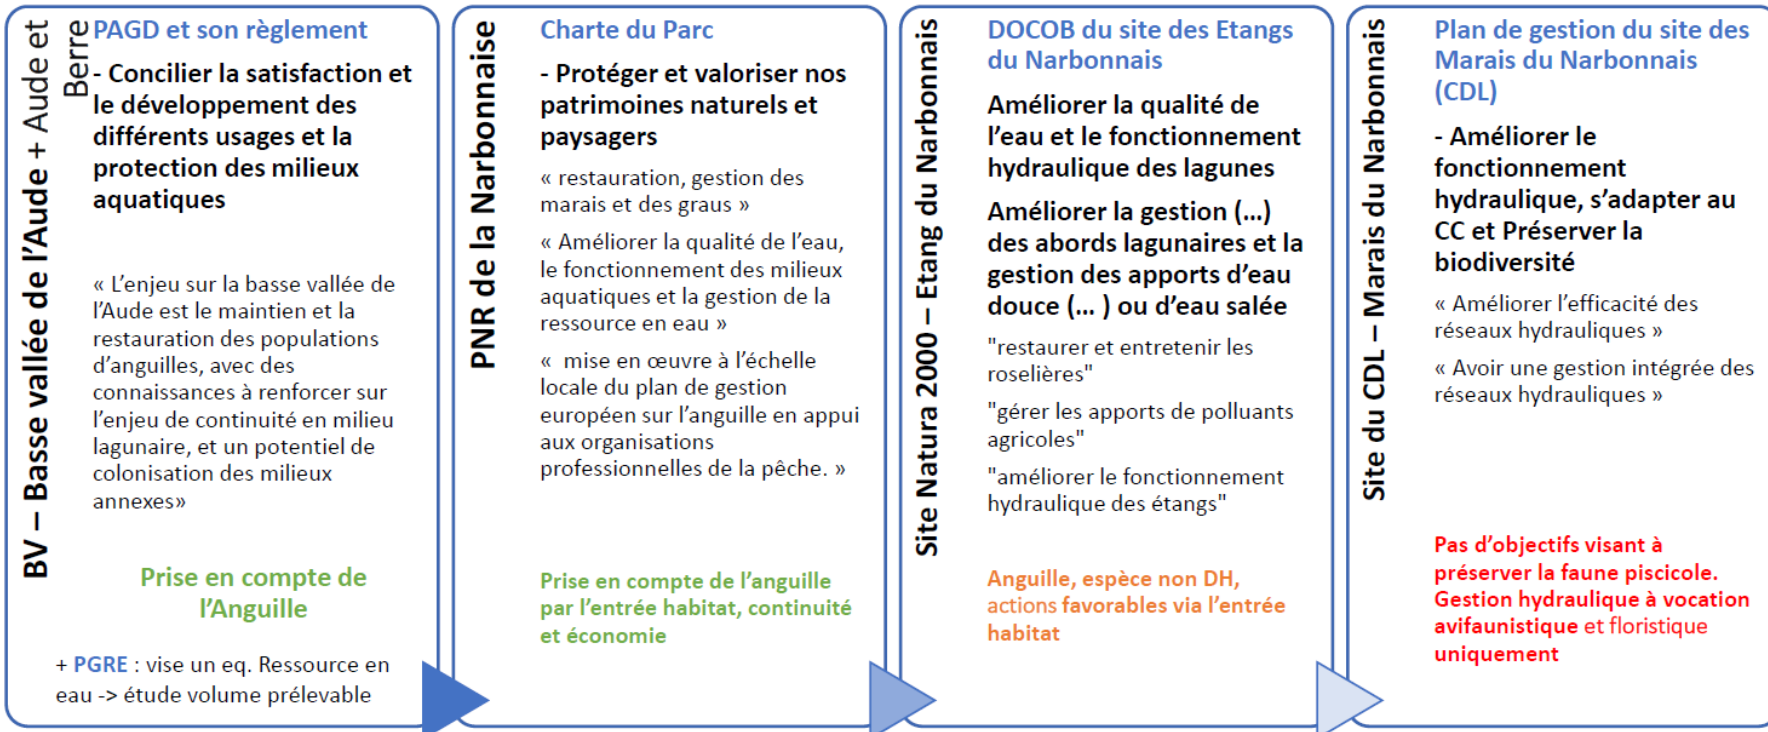 BV – Basse vallée de l’Aude + Aude et
Berre
PAGD et son règlement
- Concilier la satisfaction et
le développement des
différents usages et la
protection des milieux
aquatiques
« L’enjeu sur la basse vallée de
l’Aude est le maintien et la
restauration des populations
d’anguilles, avec des
connaissances à renforcer sur
l’enjeu de continuité en milieu
lagunaire, et un potentiel de
colonisation des milieux
annexes»
Prise en compte de
l’Anguille
+ PGRE : vise un eq. Ressource en
eau -> étude volume prélevable
PNR de la Narbonnaise
Charte du Parc
- Protéger et valoriser nos
patrimoines naturels et
paysagers
« restauration, gestion des
marais et des graus »
« Améliorer la qualité de l’eau,
le fonctionnement des milieux
aquatiques et la gestion de la
ressource en eau »
« mise en œuvre à l’échelle
locale du plan de gestion
européen sur l’anguille en appui
aux organisations
professionnelles de la pêche. »
Prise en compte de l’anguille
par l’entrée habitat, continuité
et économie
Site Natura 2000 – Etang du Narbonnais
DOCOB du site des Etangs
du Narbonnais
Améliorer la qualité de
l’eau et le fonctionnement
hydraulique des lagunes
Améliorer la gestion (…)
des abords lagunaires et la
gestion des apports d’eau
douce (… ) ou d’eau salée
"restaurer et entretenir les
roselières"
"gérer les apports de polluants
agricoles"
"améliorer le fonctionnement
hydraulique des étangs"
Anguille, espèce non DH,
actions favorables via l’entrée
habitat
Site du CDL – Marais du Narbonnais
Plan de gestion du site des
Marais du Narbonnais
(CDL)
- Améliorer le
fonctionnement
hydraulique, s’adapter au
CC et Préserver la
biodiversité
« Améliorer l’efficacité des
réseaux hydrauliques »
« Avoir une gestion intégrée des
réseaux hydrauliques »
Pas d’objectifs visant à
préserver la faune piscicole.
Gestion hydraulique à vocation
avifaunistique et floristique
uniquement